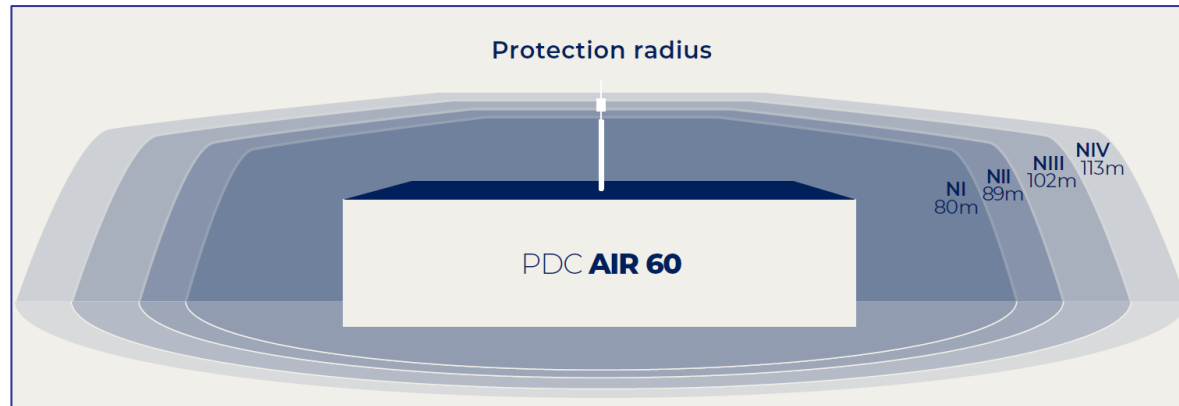 Protection radius
NIV
113m
NIII
102m
NII
89m
NI
80m
PDC AIR 60